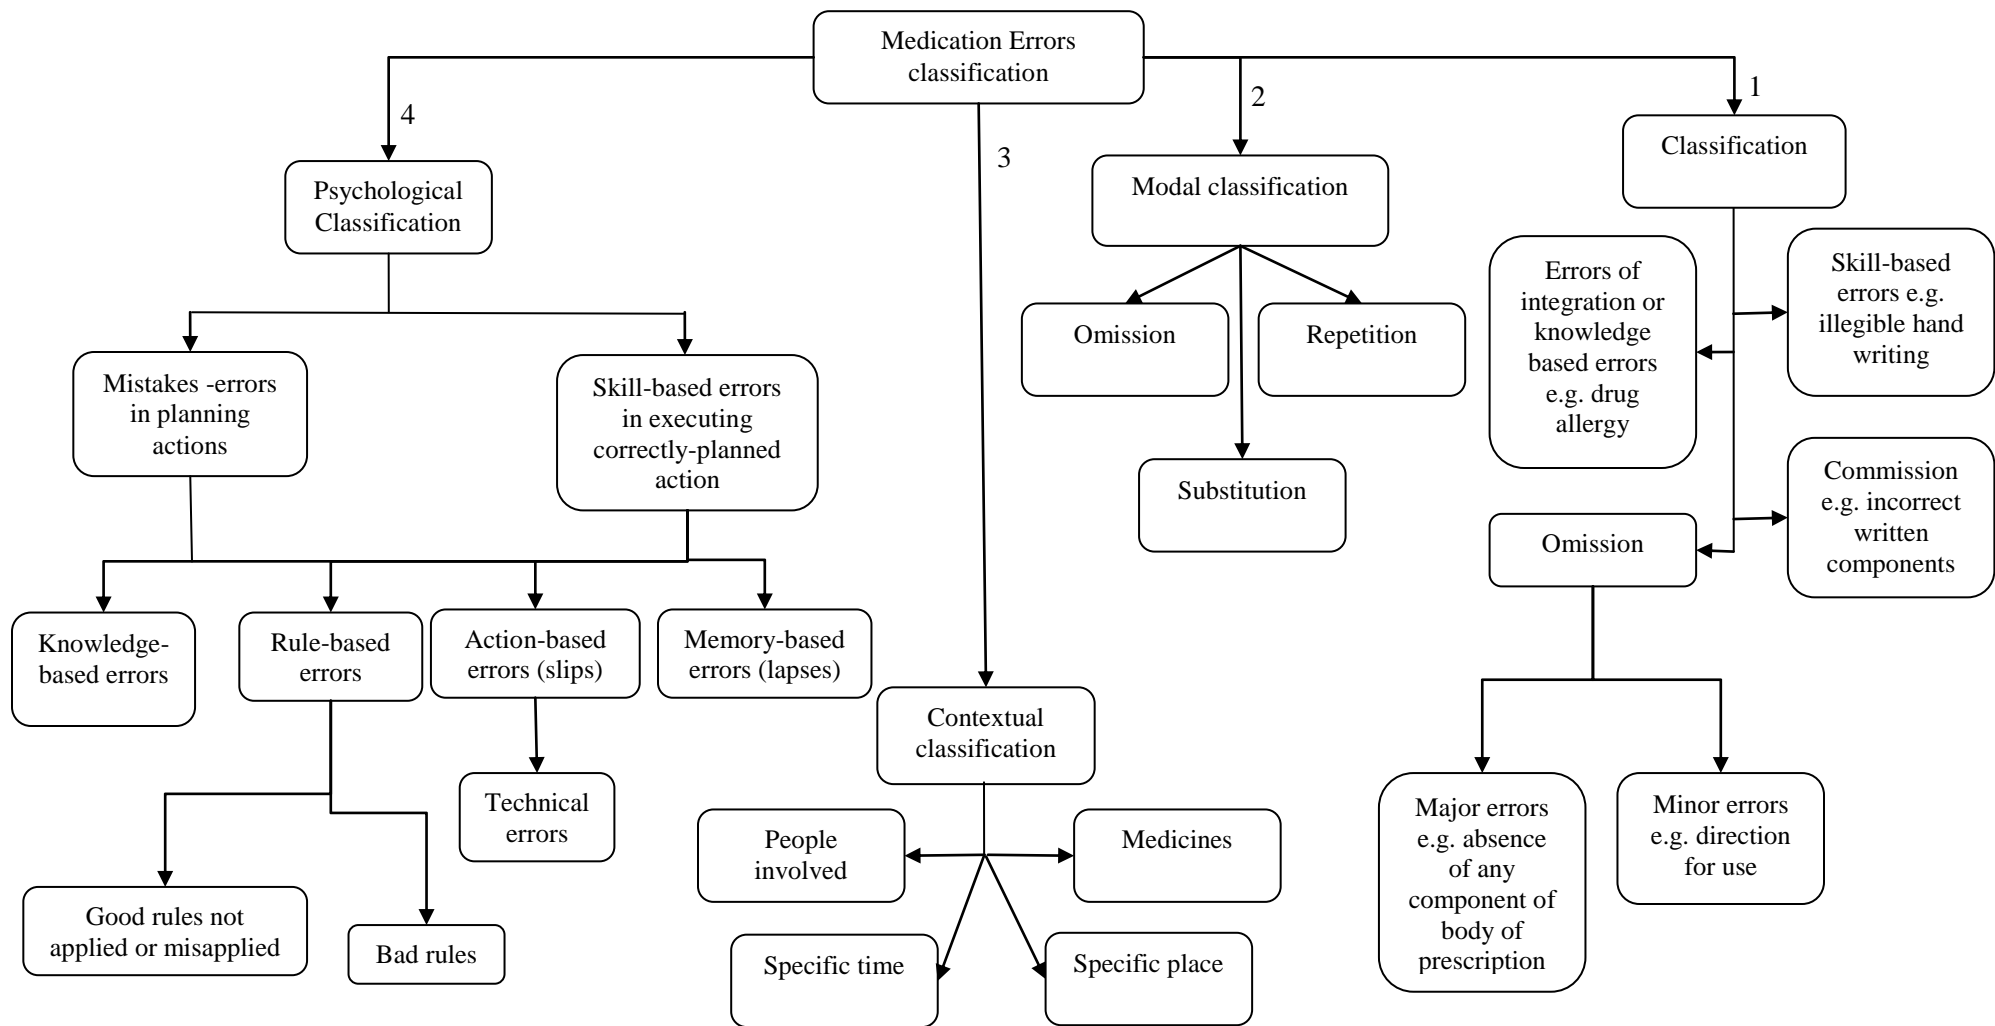 Medication Errors
classification
4
3
2
1
Psychological
Classification
Modal classification
Classification
Mistakes -errors
in planning
actions
Skill-based errors
in executing
correctly-planned
action
Omission
Repetition
Substitution
Errors of
integration or
knowledge
based errors
e.g. drug
allergy
Skill-based
errors e.g.
illegible hand
writing
Commission
e.g. incorrect
written
components
Omission
Knowledge-
based errors
Rule-based
errors
Action-based
errors (slips)
Memory-based
errors (lapses)
Contextual
classification
Technical
errors
Good rules not
applied or misapplied
Bad rules
People
involved
Medicines
Specific time
Specific place
Major errors
e.g. absence
of any
component of
body of
prescription
Minor errors
e.g. direction
for use